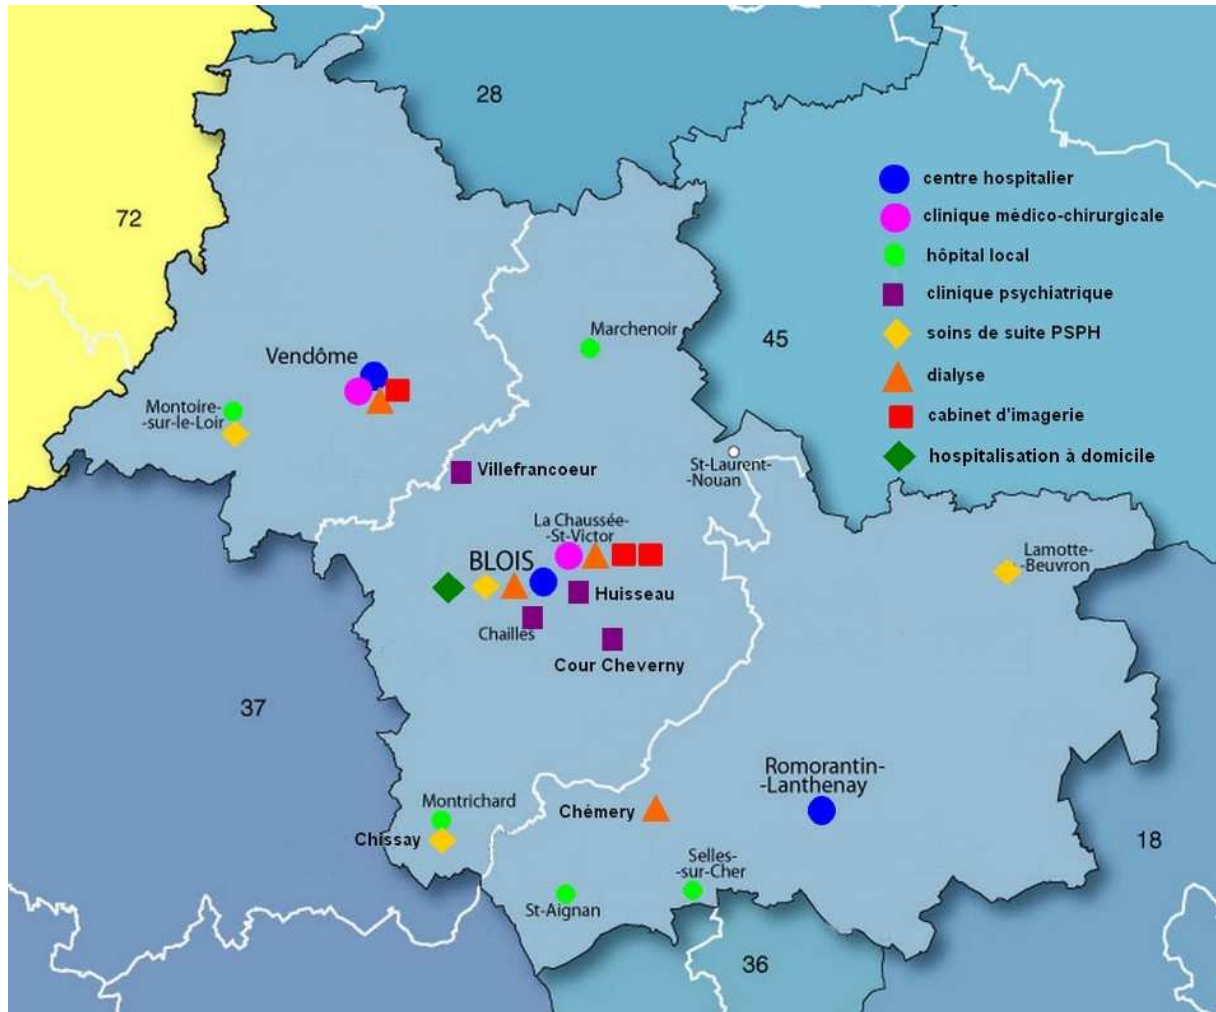 28
72
centre hospitalier
clinique médico-chirurgicale
hôpital local
clinique psychiatrique
soins de suite PSPH
dialyse
cabinet d'imagerie
hospitalisation à domicile
45
Marchenoir
Vendôme
Montoire-
-sur-le-Loir
Villefrancoeur
St-Laurent-
-Nouan
La Chaussée-
-St-Victor
BLOIS
Lamotte-
-Beuvron
Huisseau
Chailles
Cour Cheverny
37
Romorantin-
-Lanthenay
Montrichard
Chémery
Chissay
18
Selles-
-sur-Cher
St-Aignan
36